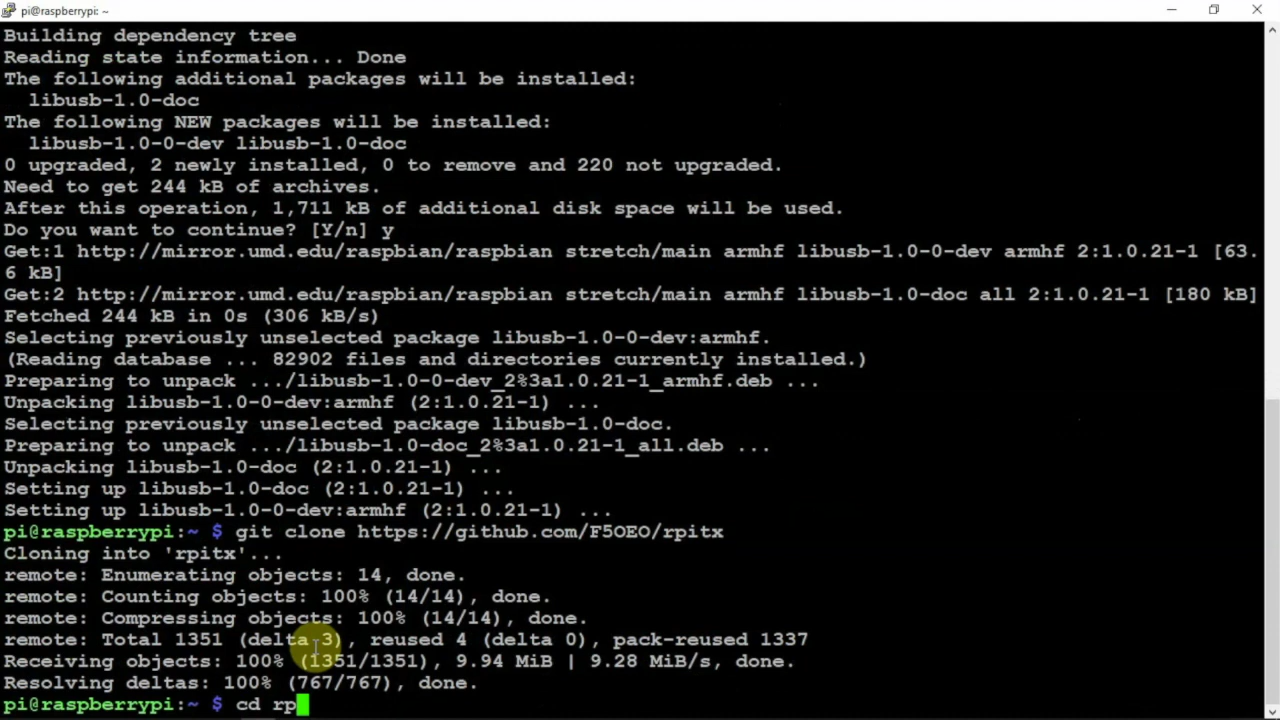 pi@raspberrypi: ~
Building dependency tree
Reading state information... Done
The following additional packages will be installed:
  libusb-1.0-doc
The following NEW packages will be installed:
  libusb-1.0-0-dev libusb-1.0-doc
0 upgraded, 2 newly installed, 0 to remove and 220 not upgraded.
Need to get 244 kB of archives.
After this operation, 1,711 kB of additional disk space will be used.
Do you want to continue? [Y/n] y
Get:1 http://mirror.umd.edu/raspbian/raspbian stretch/main armhf libusb-1.0-0-dev armhf 2:1.0.21-1 [63.
6 kB]
Get:2 http://mirror.umd.edu/raspbian/raspbian stretch/main armhf libusb-1.0-doc all 2:1.0.21-1 [180 kB]
Fetched 244 kB in 0s (306 kB/s)
Selecting previously unselected package libusb-1.0-0-dev:armhf.
(Reading database ... 82902 files and directories currently installed.)
Preparing to unpack .../libusb-1.0-0-dev_2%3a1.0.21-1_armhf.deb ...
Unpacking libusb-1.0-0-dev:armhf (2:1.0.21-1) ...
Selecting previously unselected package libusb-1.0-doc.
Preparing to unpack .../libusb-1.0-doc_2%3a1.0.21-1_all.deb ...
Unpacking libusb-1.0-doc (2:1.0.21-1) ...
Setting up libusb-1.0-doc (2:1.0.21-1) ...
Setting up libusb-1.0-0-dev:armhf (2:1.0.21-1) ...
pi@raspberrypi:~ $ git clone https://github.com/F5OEO/rpitx
Cloning into 'rpitx'...
remote: Enumerating objects: 14, done.
remote: Counting objects: 100% (14/14), done.
remote: Compressing objects: 100% (14/14), done.
remote: Total 1351 (delta 3), reused 4 (delta 0), pack-reused 1337
Receiving objects: 100% (1351/1351), 9.94 MiB | 9.28 MiB/s, done.
Resolving deltas: 100% (767/767), done.
pi@raspberrypi:~ $ cd rp